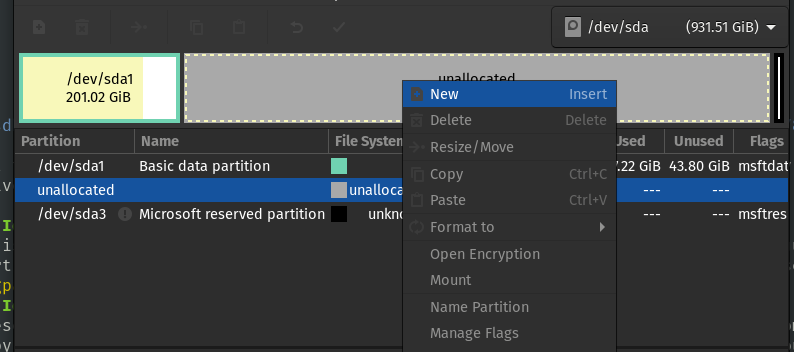 /dev/sda (931.51 GiB)
/dev/sda1
201.02 GiB
unallocated
New Insert
Delete Delete
Resize/Move
Copy Ctrl+C
Paste Ctrl+V
Format to
Open Encryption
Mount
Name Partition
Manage Flags
Partition Name File System Used Unused Flags
/dev/sda1 Basic data partition 7.22 GiB 43.80 GiB msftdat
unallocated unalloca --- ---
/dev/sda3 Microsoft reserved partition unkno --- --- msftres